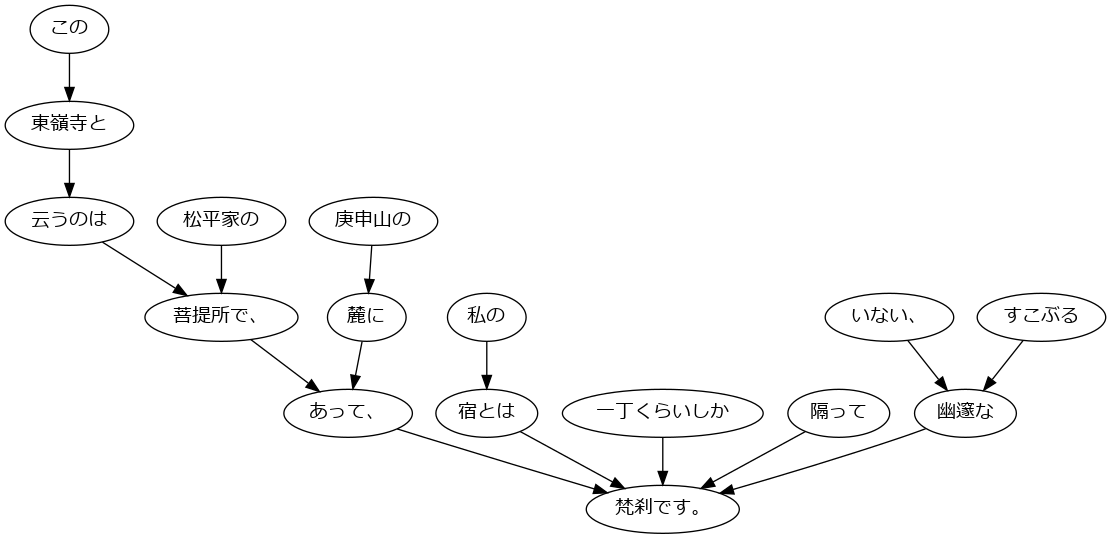 この
東嶺寺と
云うのは
松平家の
庚申山の
菩提所で、
麓に
私の
いない、
すこぶる
あって、
宿とは
一丁くらいしか
隔って
幽邃な
梵刹です。